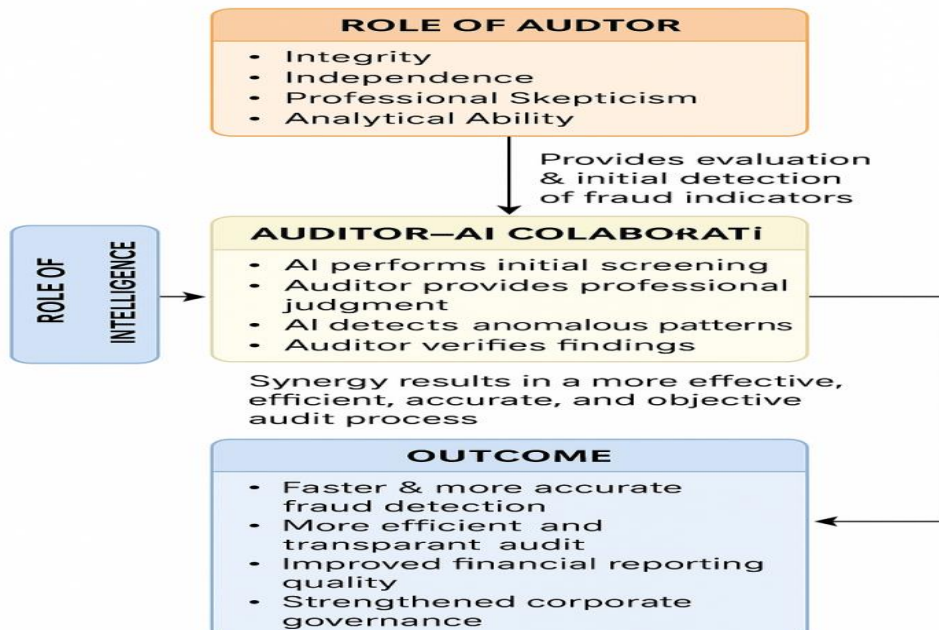 ROLE OF AUDTOR
• Integrity
• Independence
• Professional Skepticism
• Analytical Ability
Provides evaluation
& initial detection
of fraud indicators
ROLE OF
INTELLIGENCE
AUDITOR–AI COLABORATi
• AI performs initial screening
• Auditor provides professional
judgment
• AI detects anomalous patterns
• Auditor verifies findings
Synergy results in a more effective,
efficient, accurate, and objective
audit process
OUTCOME
• Faster & more accurate
fraud detection
• More efficient and
transparant audit
• Improved financial reporting
quality
• Strengthened corporate
governance